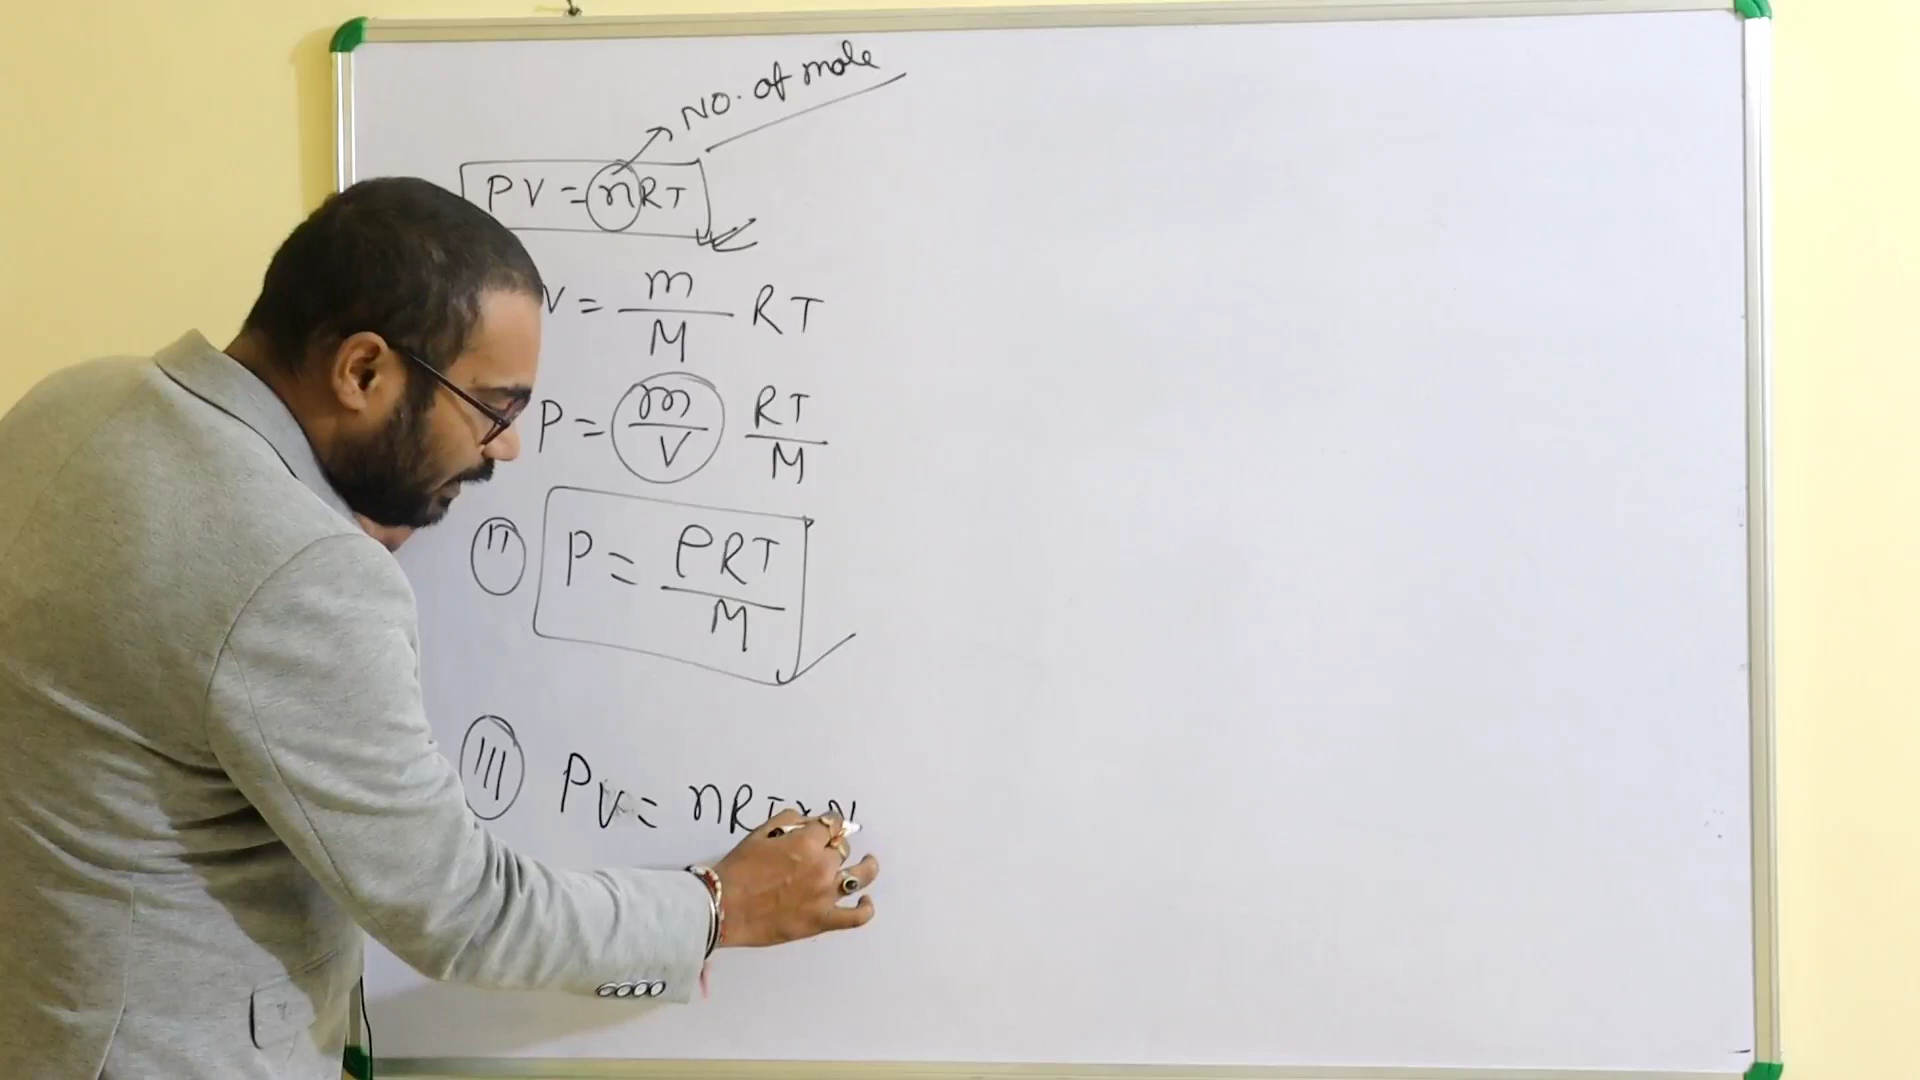 NO. of mole
PV = nRT
V = m/M RT
P = m/V RT/M
II P = ρRT/M
III PV = nRT